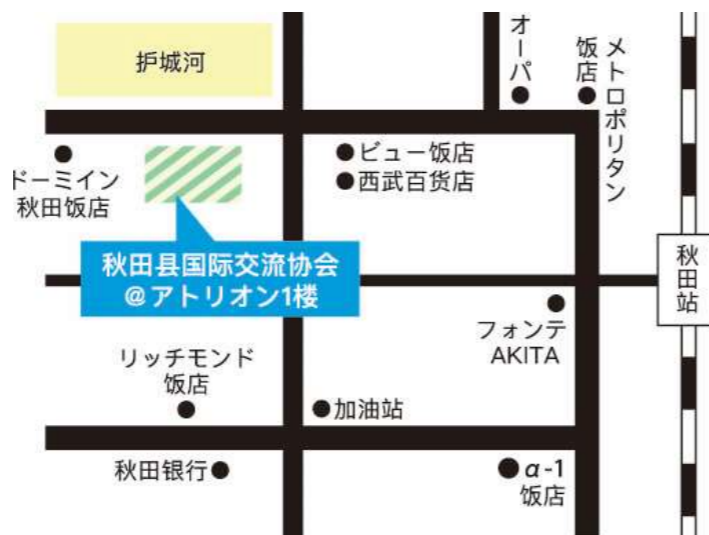 护城河
オーパ
メトロポリタン
饭店
ドーミイン
秋田饭店
ビュー饭店
西武百货店
秋田县国际交流协会
@アトリオン1楼
秋田站
フォンテ
AKITA
リッチモンド
饭店
加油站
秋田银行
α-1
饭店